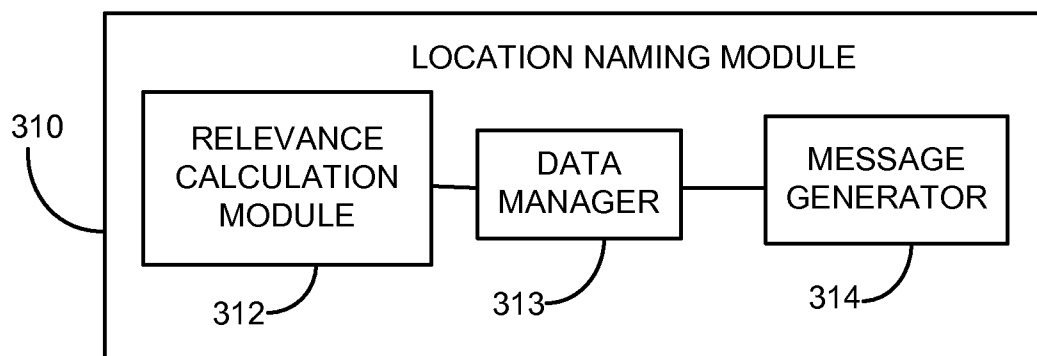 LOCATION NAMING MODULE
310
RELEVANCE
CALCULATION
MODULE
DATA
MANAGER
MESSAGE
GENERATOR
312
313
314